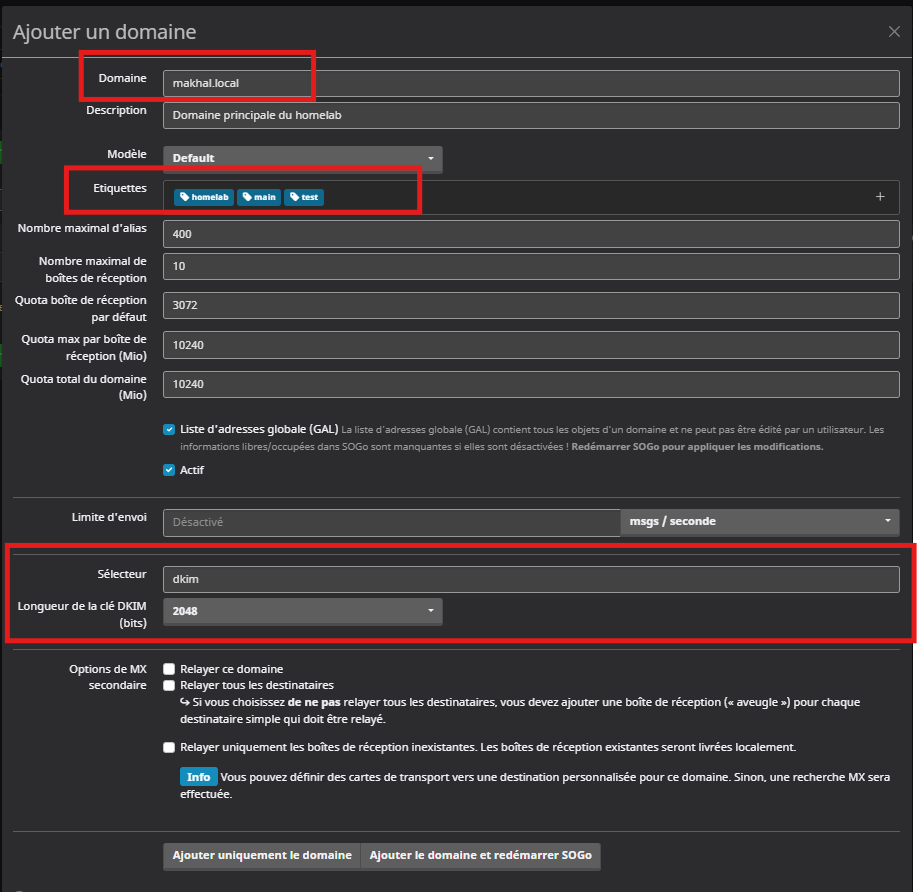 Ajouter un domaine
Domaine
makhal.local
Description
Domaine principale du homelab
Modèle
Default
Etiquettes
homelab main test
+
Nombre maximal d'alias
400
Nombre maximal de
boîtes de réception
10
Quota boîte de réception
par défaut
3072
Quota max par boîte de
réception (Mio)
10240
Quota total du domaine
(Mio)
10240
Liste d'adresses globale (GAL) La liste d'adresses globale (GAL) contient tous les objets d'un domaine et ne peut pas être édité par un utilisateur. Les
informations libres/occupées dans SOGo sont manquantes si elles sont désactivées ! Redémarrer SOGo pour appliquer les modifications.
Actif
Limite d'envoi
Désactivé
msgs / seconde
Sélecteur
dkim
Longueur de la clé DKIM
(bits)
2048
Options de MX
secondaire
Relayer ce domaine
Relayer tous les destinataires
↪ Si vous choisissez de ne pas relayer tous les destinataires, vous devez ajouter une boîte de réception (« aveugle ») pour chaque
destinataire simple qui doit être relayé.
Relayer uniquement les boîtes de réception inexistantes. Les boîtes de réception existantes seront livrées localement.
Info Vous pouvez définir des cartes de transport vers une destination personnalisée pour ce domaine. Sinon, une recherche MX sera
effectuée.
Ajouter uniquement le domaine
Ajouter le domaine et redémarrer SOGo